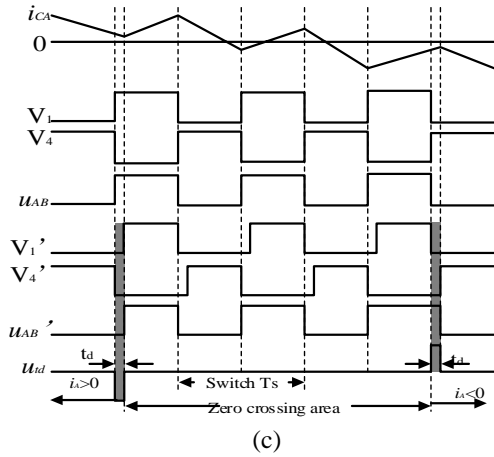 iCA
0
V1
V4
uAB
V1’
V4’
uAB’
td
td
utd
iA>0
Switch Ts
iA<0
Zero crossing area
(c)